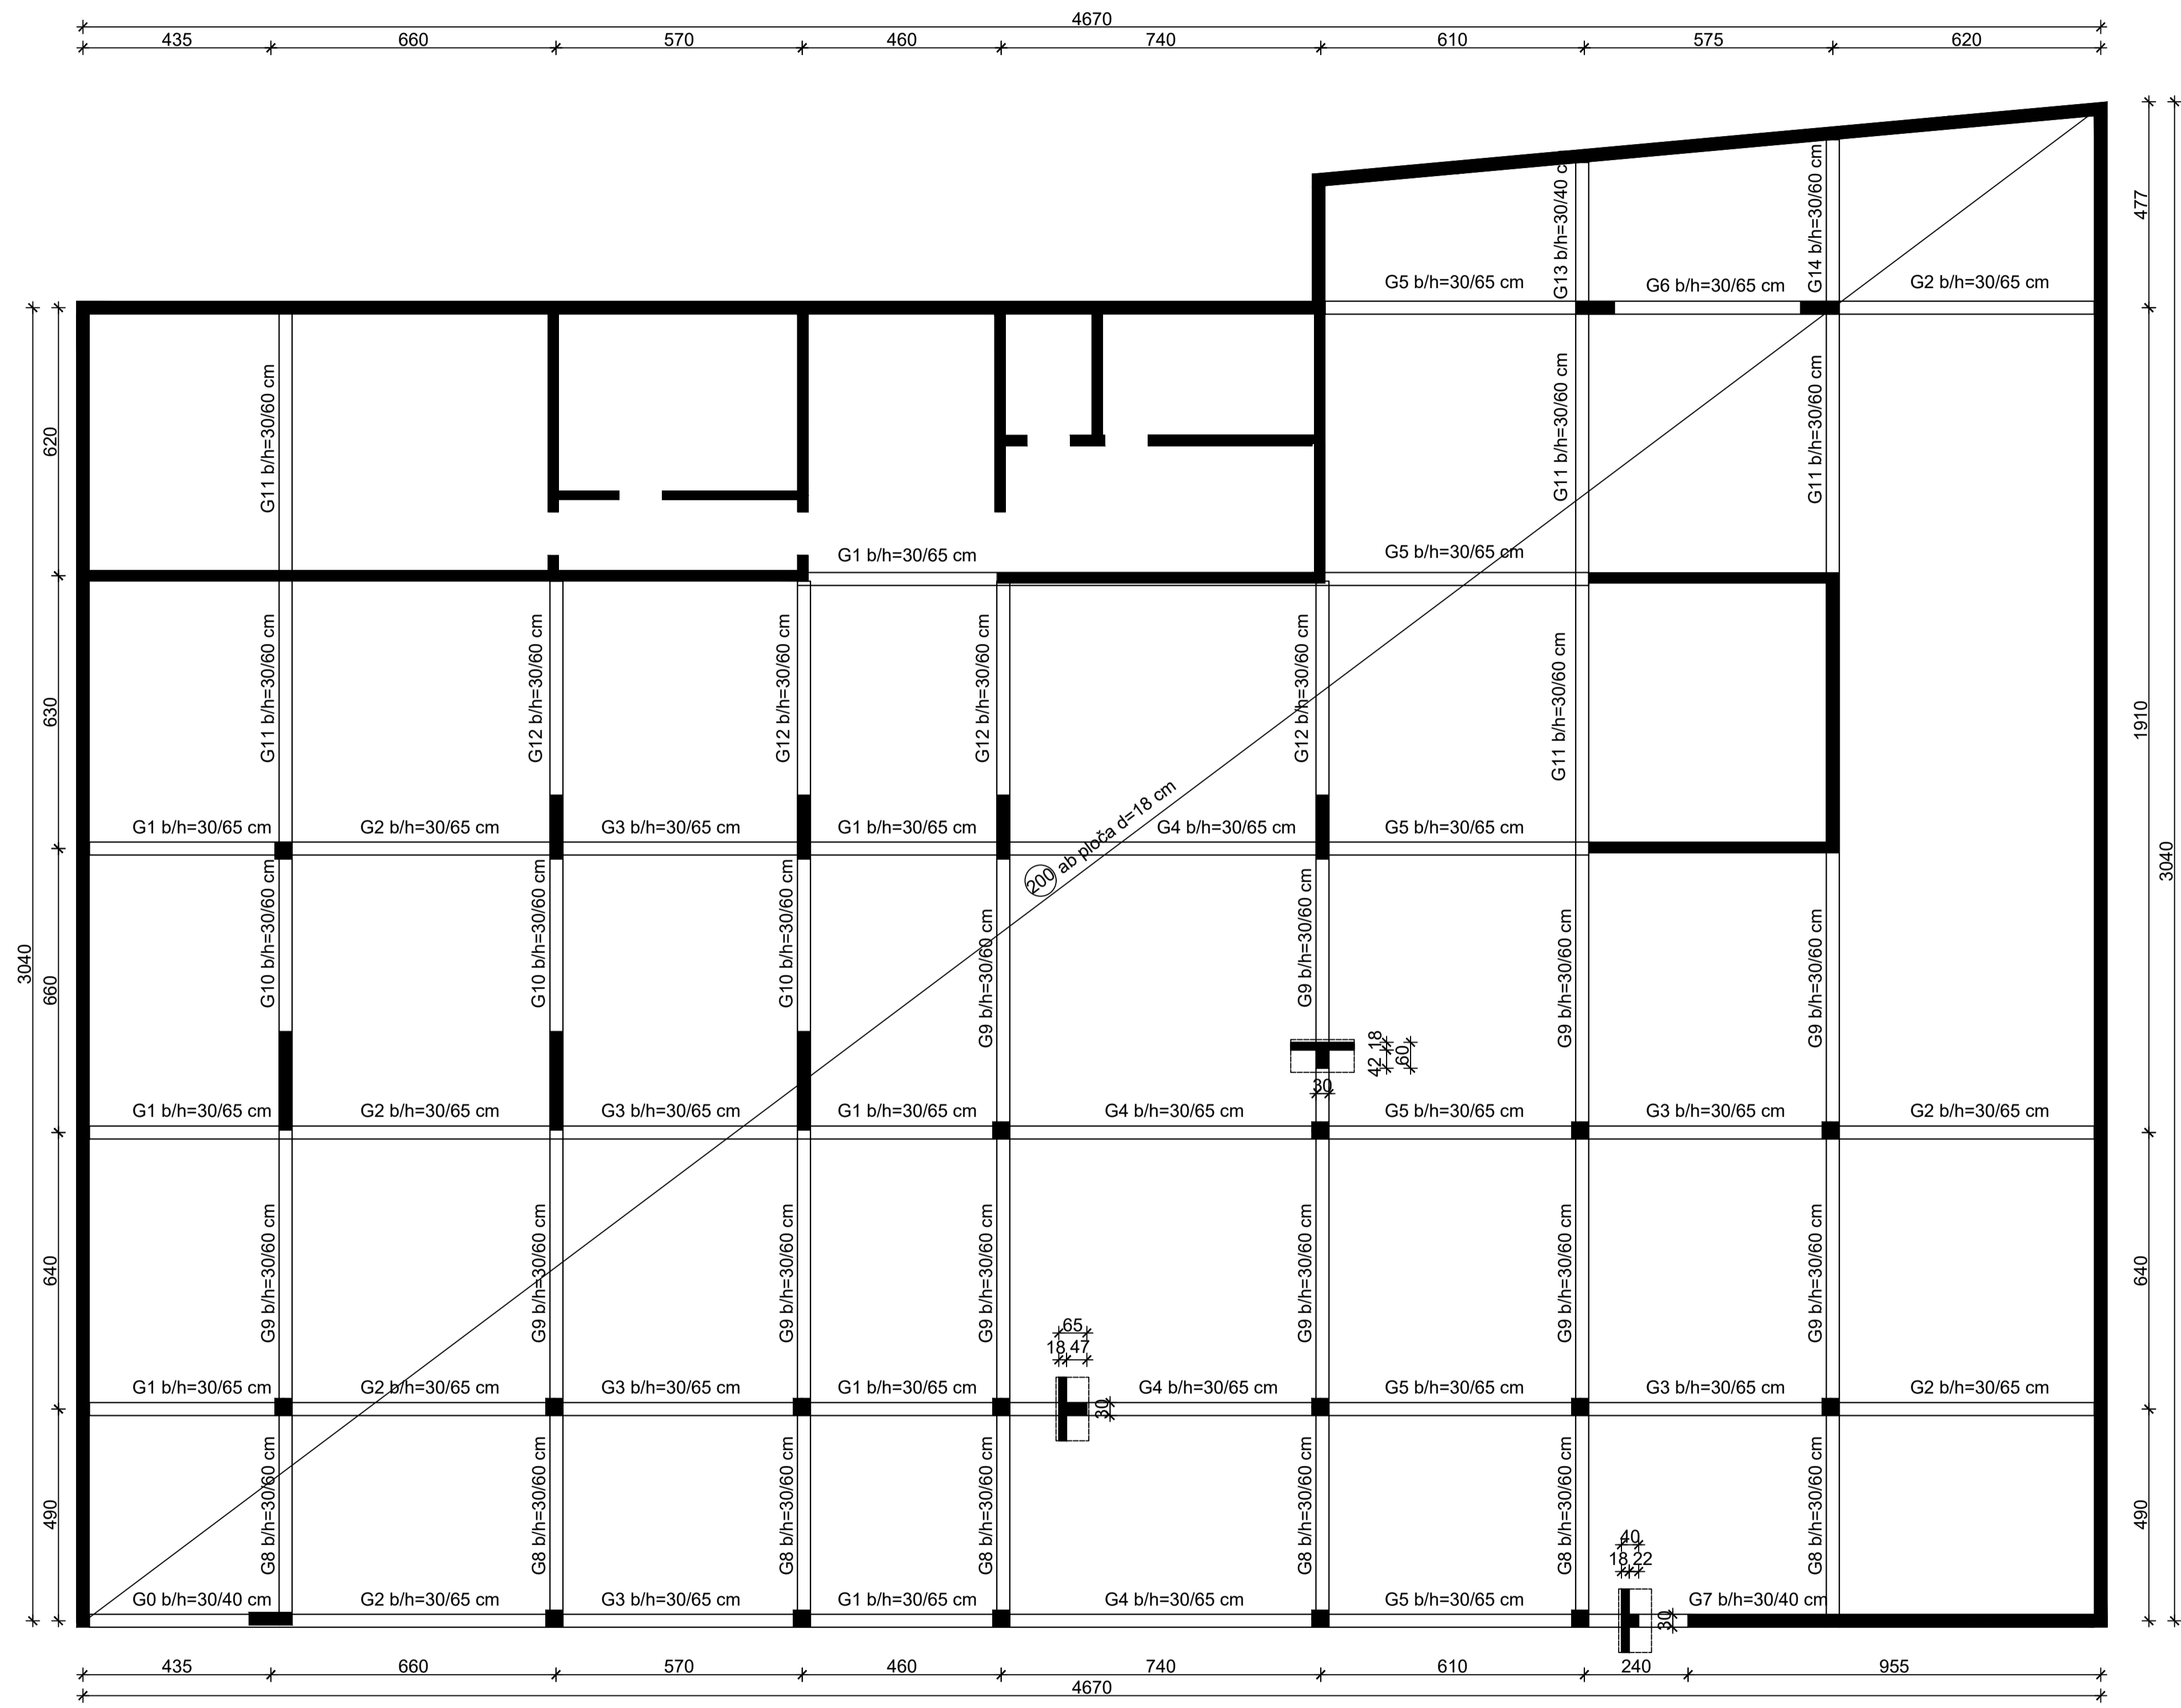 4670
435 660 570 460 740 610 575 620
G13 b/h=30/40 c
G14 b/h=30/60 cm
477
G5 b/h=30/65 cm
G6 b/h=30/65 cm
G2 b/h=30/65 cm
G11 b/h=30/60 cm
G11 b/h=30/60 cm
G11 b/h=30/60 cm
620
G1 b/h=30/65 cm
G5 b/h=30/65 cm
G11 b/h=30/60 cm
G12 b/h=30/60 cm
G12 b/h=30/60 cm
G12 b/h=30/60 cm
G12 b/h=30/60 cm
G11 b/h=30/60 cm
630
1910
200 ab ploča d=18 cm
G1 b/h=30/65 cm
G2 b/h=30/65 cm
G3 b/h=30/65 cm
G1 b/h=30/65 cm
G4 b/h=30/65 cm
G5 b/h=30/65 cm
3040
3040
G10 b/h=30/60 cm
G10 b/h=30/60 cm
G10 b/h=30/60 cm
G9 b/h=30/60 cm
G9 b/h=30/60 cm
G9 b/h=30/60 cm
G9 b/h=30/60 cm
660
42 18
60
30
G1 b/h=30/65 cm
G2 b/h=30/65 cm
G3 b/h=30/65 cm
G1 b/h=30/65 cm
G4 b/h=30/65 cm
G5 b/h=30/65 cm
G3 b/h=30/65 cm
G2 b/h=30/65 cm
640
G9 b/h=30/60 cm
G9 b/h=30/60 cm
G9 b/h=30/60 cm
G9 b/h=30/60 cm
G9 b/h=30/60 cm
G9 b/h=30/60 cm
G9 b/h=30/60 cm
640
65
18 47
30
G1 b/h=30/65 cm
G2 b/h=30/65 cm
G3 b/h=30/65 cm
G1 b/h=30/65 cm
G4 b/h=30/65 cm
G5 b/h=30/65 cm
G3 b/h=30/65 cm
G2 b/h=30/65 cm
490
G8 b/h=30/60 cm
G8 b/h=30/60 cm
G8 b/h=30/60 cm
G8 b/h=30/60 cm
G8 b/h=30/60 cm
G8 b/h=30/60 cm
G8 b/h=30/60 cm
490
40
18 22
30
G0 b/h=30/40 cm
G2 b/h=30/65 cm
G3 b/h=30/65 cm
G1 b/h=30/65 cm
G4 b/h=30/65 cm
G5 b/h=30/65 cm
G7 b/h=30/40 cm
435 660 570 460 740 610 240 955
4670